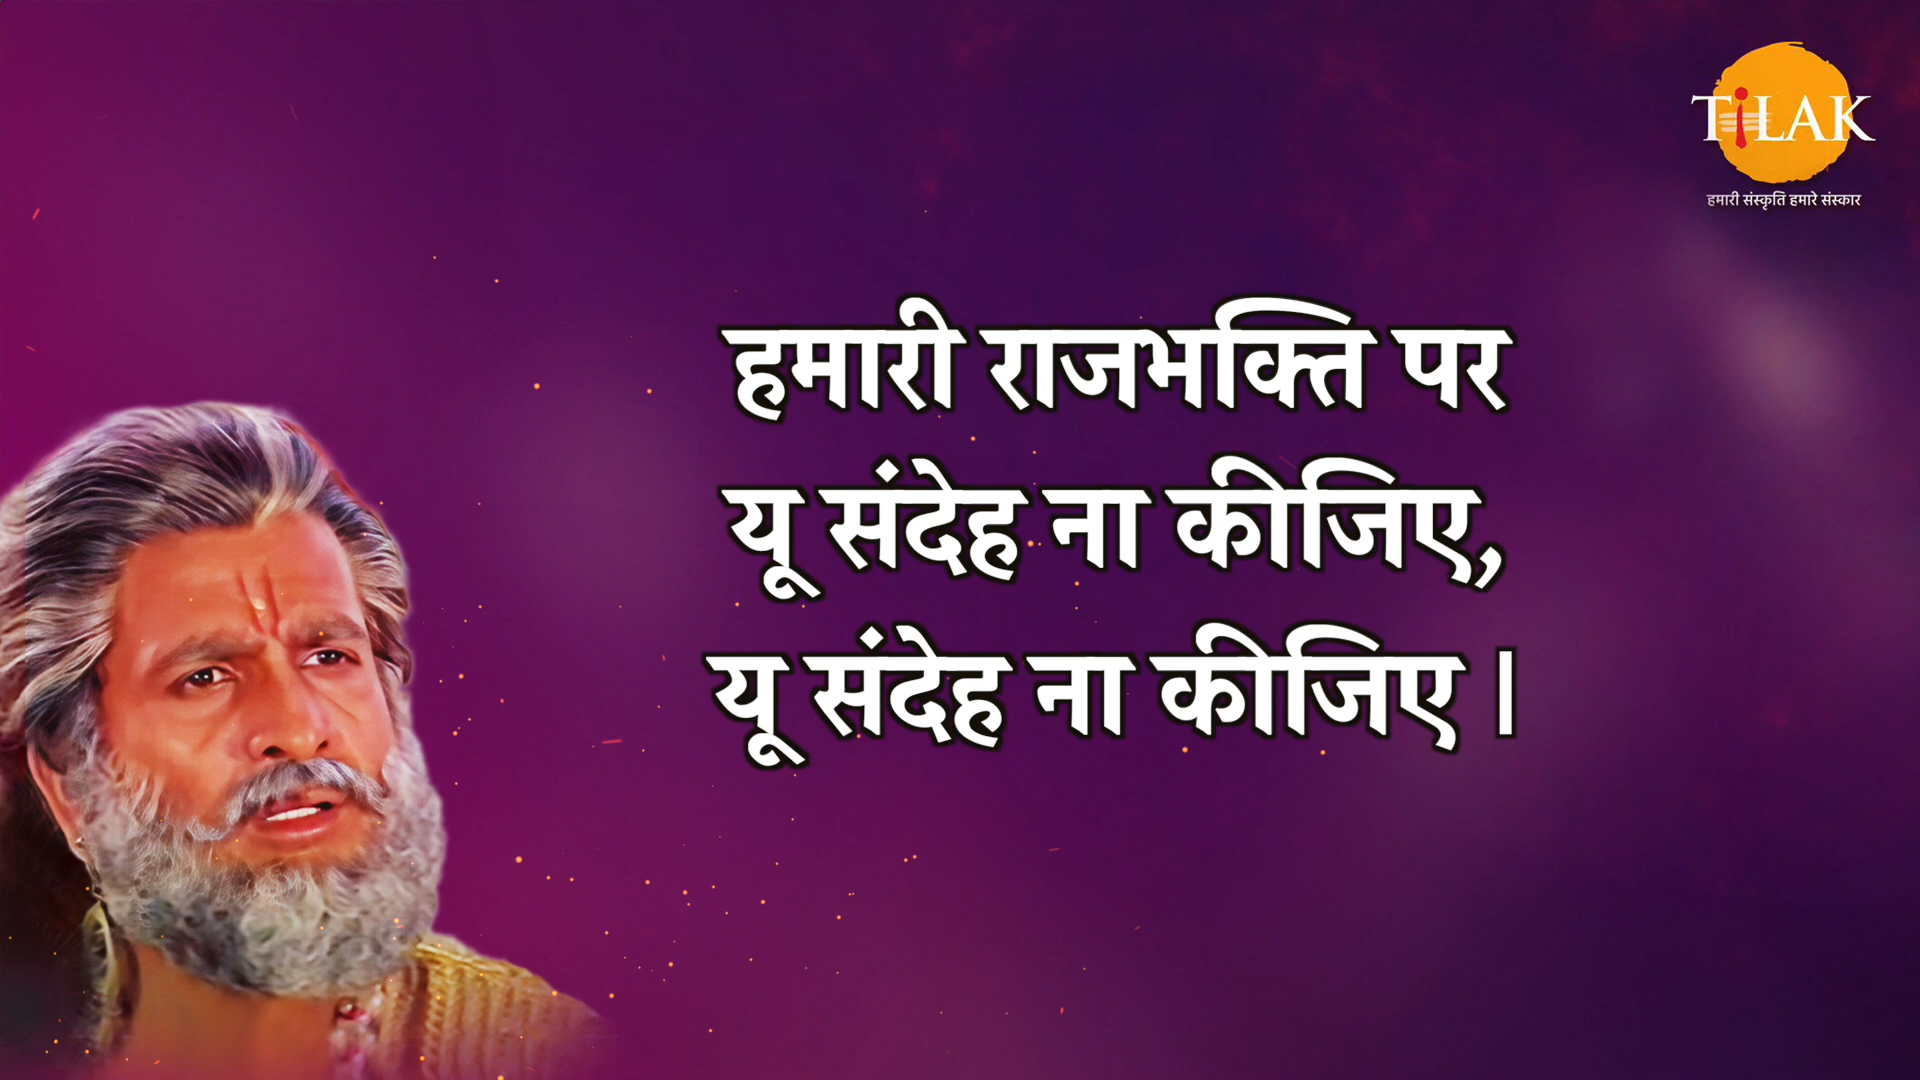 TiLAK
हमारी संस्कृति हमारे संस्कार
हमारी राजभक्ति पर
यू संदेह ना कीजिए,
यू संदेह ना कीजिए ।